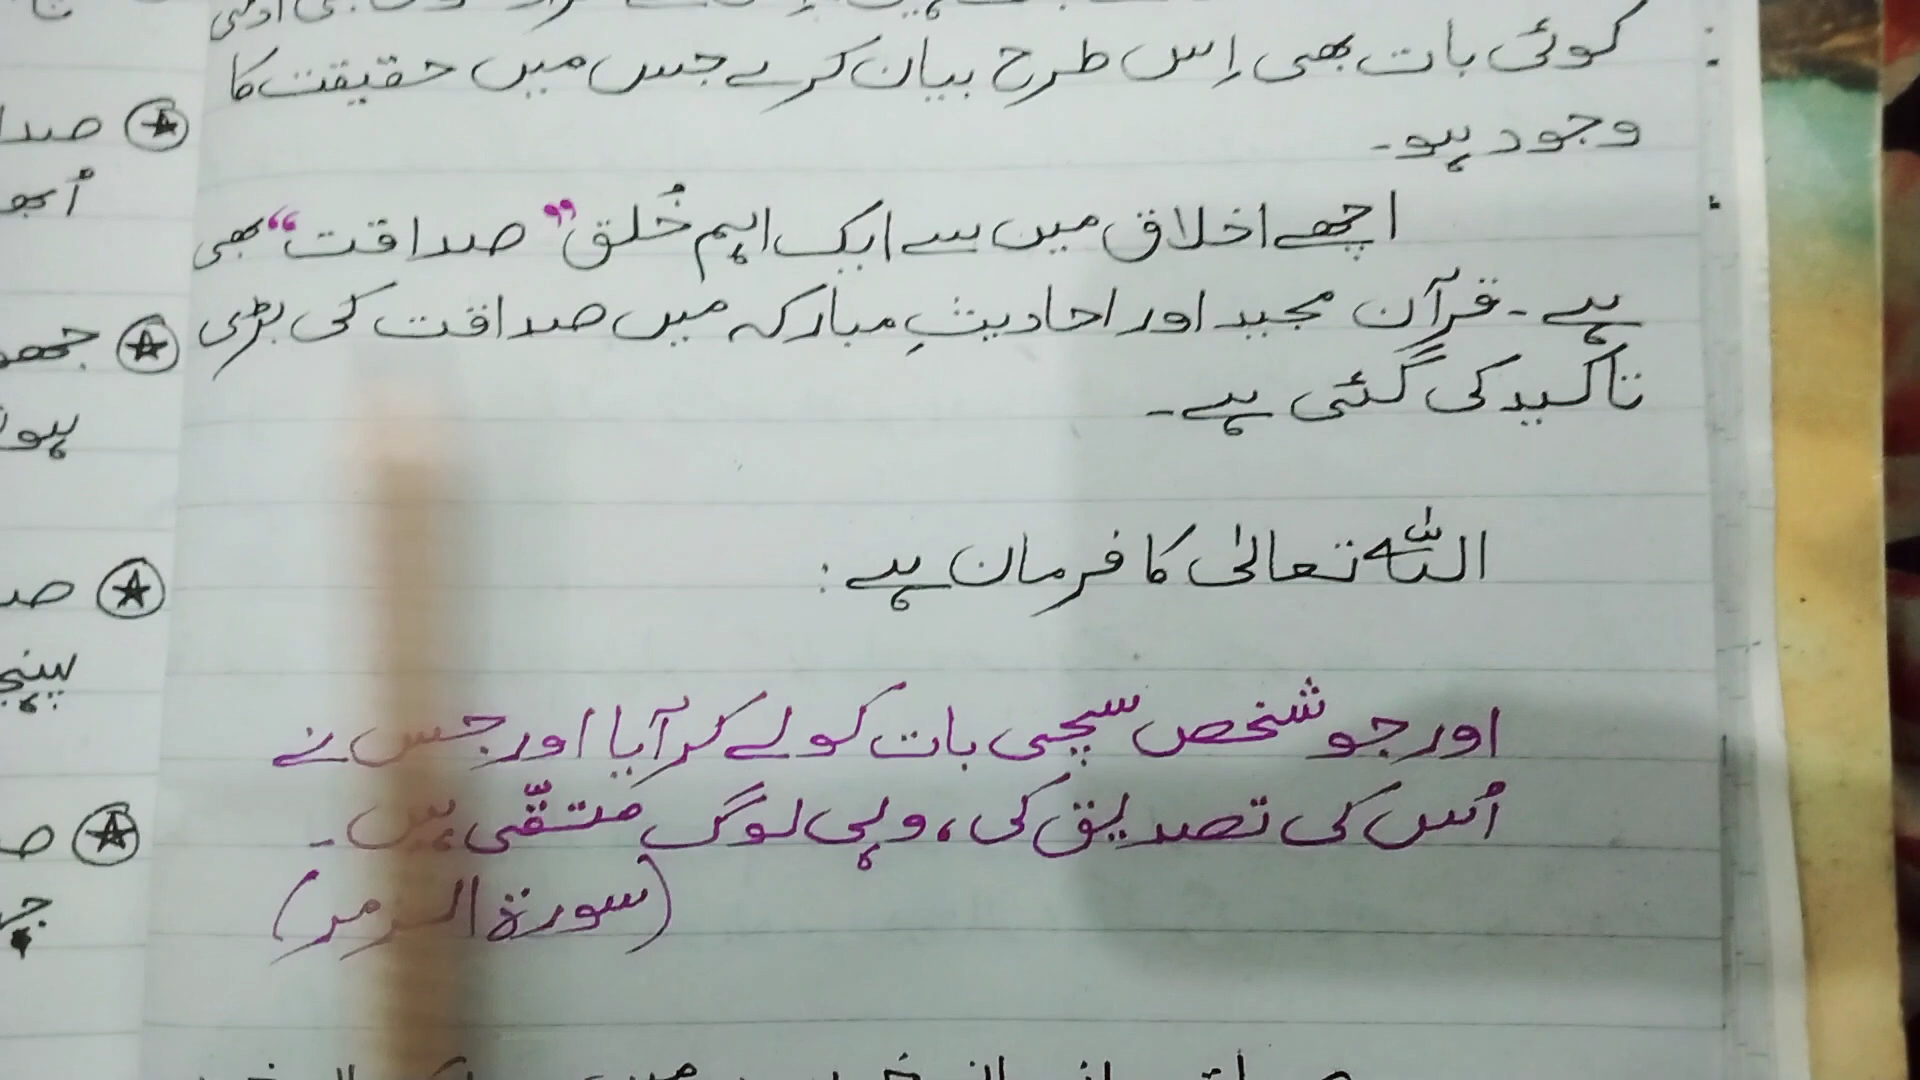 کوئی بات بھی اِس طرح بیان کرے جس میں حقیقت کا
وجود ہو۔
اچھے اخلاق میں سے ایک اہم خُلق ”صداقت“ بھی
ہے۔ قرآن مجید اور احادیثِ مبارکہ میں صداقت کی بڑی
تاکید کی گئی ہے۔
اللہ تعالیٰ کا فرمان ہے:
اور جو شخص سچی بات کو لے کر آیا اور جس نے
اُس کی تصدیق کی، وہی لوگ متقّی ہیں۔
(سورۃ الزمر)